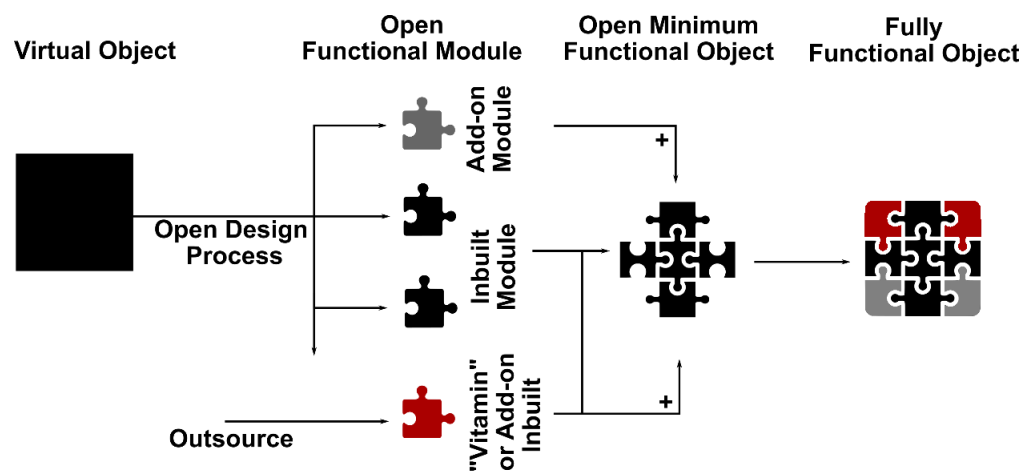 Virtual Object
Open
Functional Module
Open Minimum
Functional Object
Fully
Functional Object
Add-on
Module
+
Open Design
Process
Inbuilt
Module
"Vitamin"
or Add-on
Inbuilt
+
Outsource